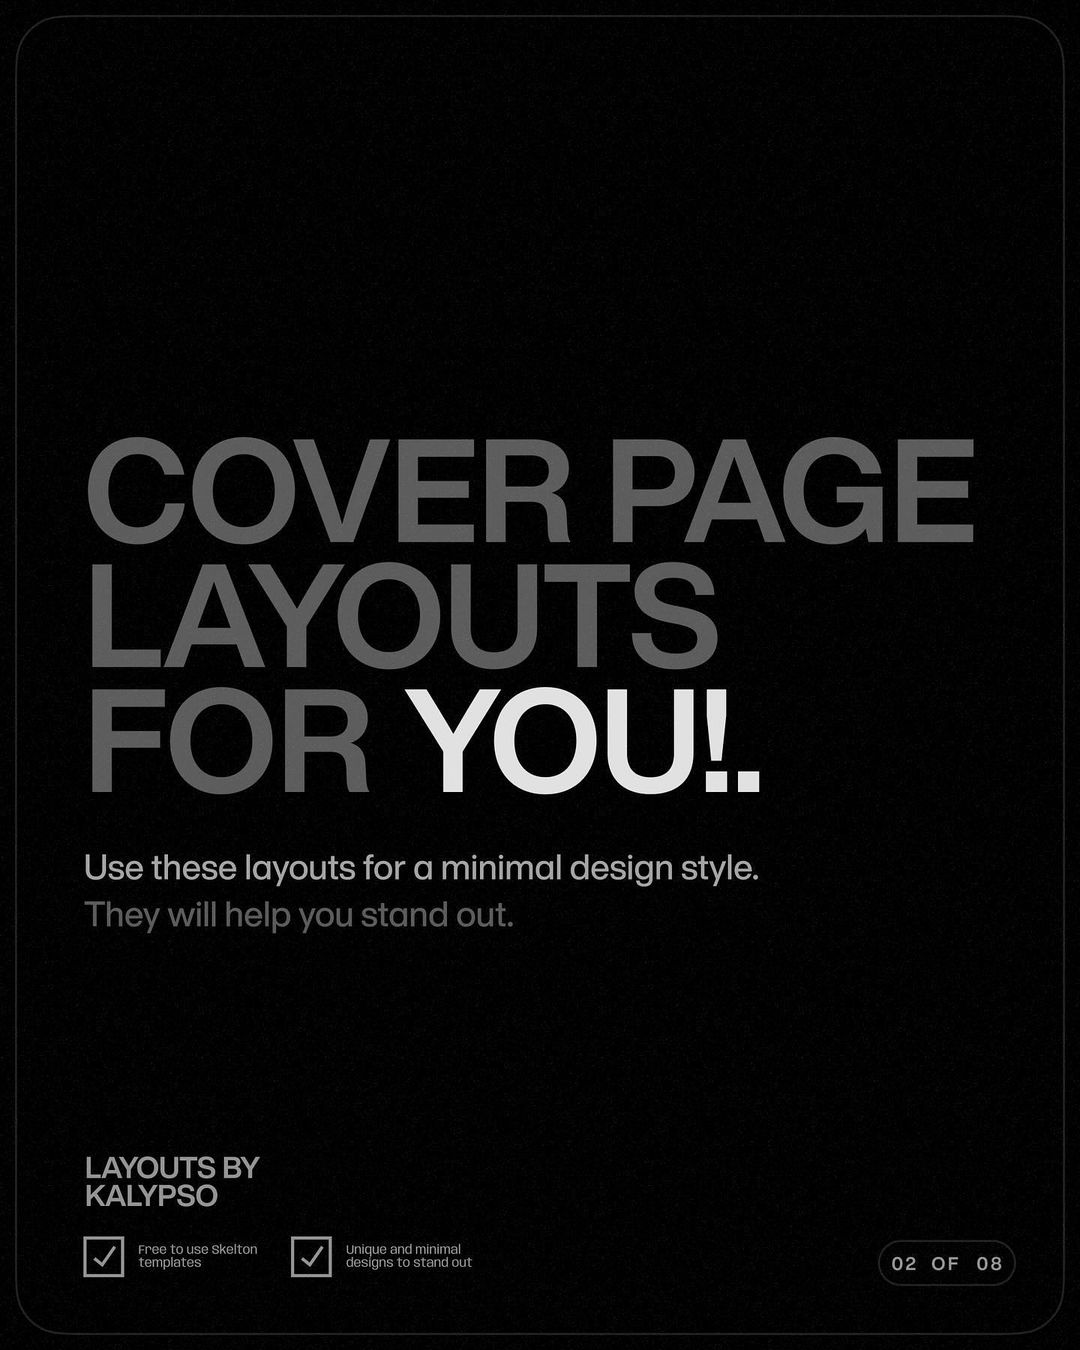 COVER PAGE
LAYOUTS
FOR YOU!.
Use these layouts for a minimal design style.
They will help you stand out.
LAYOUTS BY
KALYPSO
Free to use Skelton
templates
Unique and minimal
designs to stand out
02 OF 08